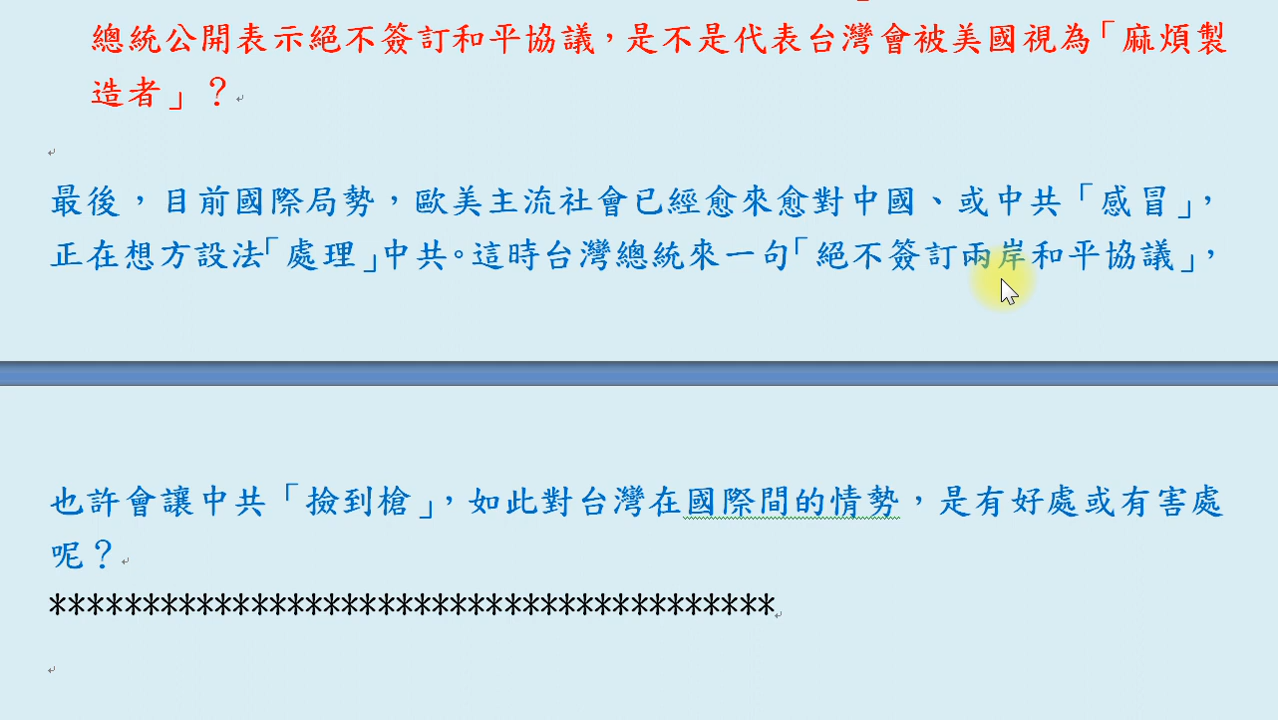 總統公開表示絕不簽訂和平協議，是不是代表台灣會被美國視為「麻煩製
造者」？
最後，目前國際局勢，歐美主流社會已經愈來愈對中國、或中共「感冒」，
正在想方設法「處理」中共。這時台灣總統來一句「絕不簽訂兩岸和平協議」，
也許會讓中共「撿到槍」，如此對台灣在國際間的情勢，是有好處或有害處
呢？
****************************************